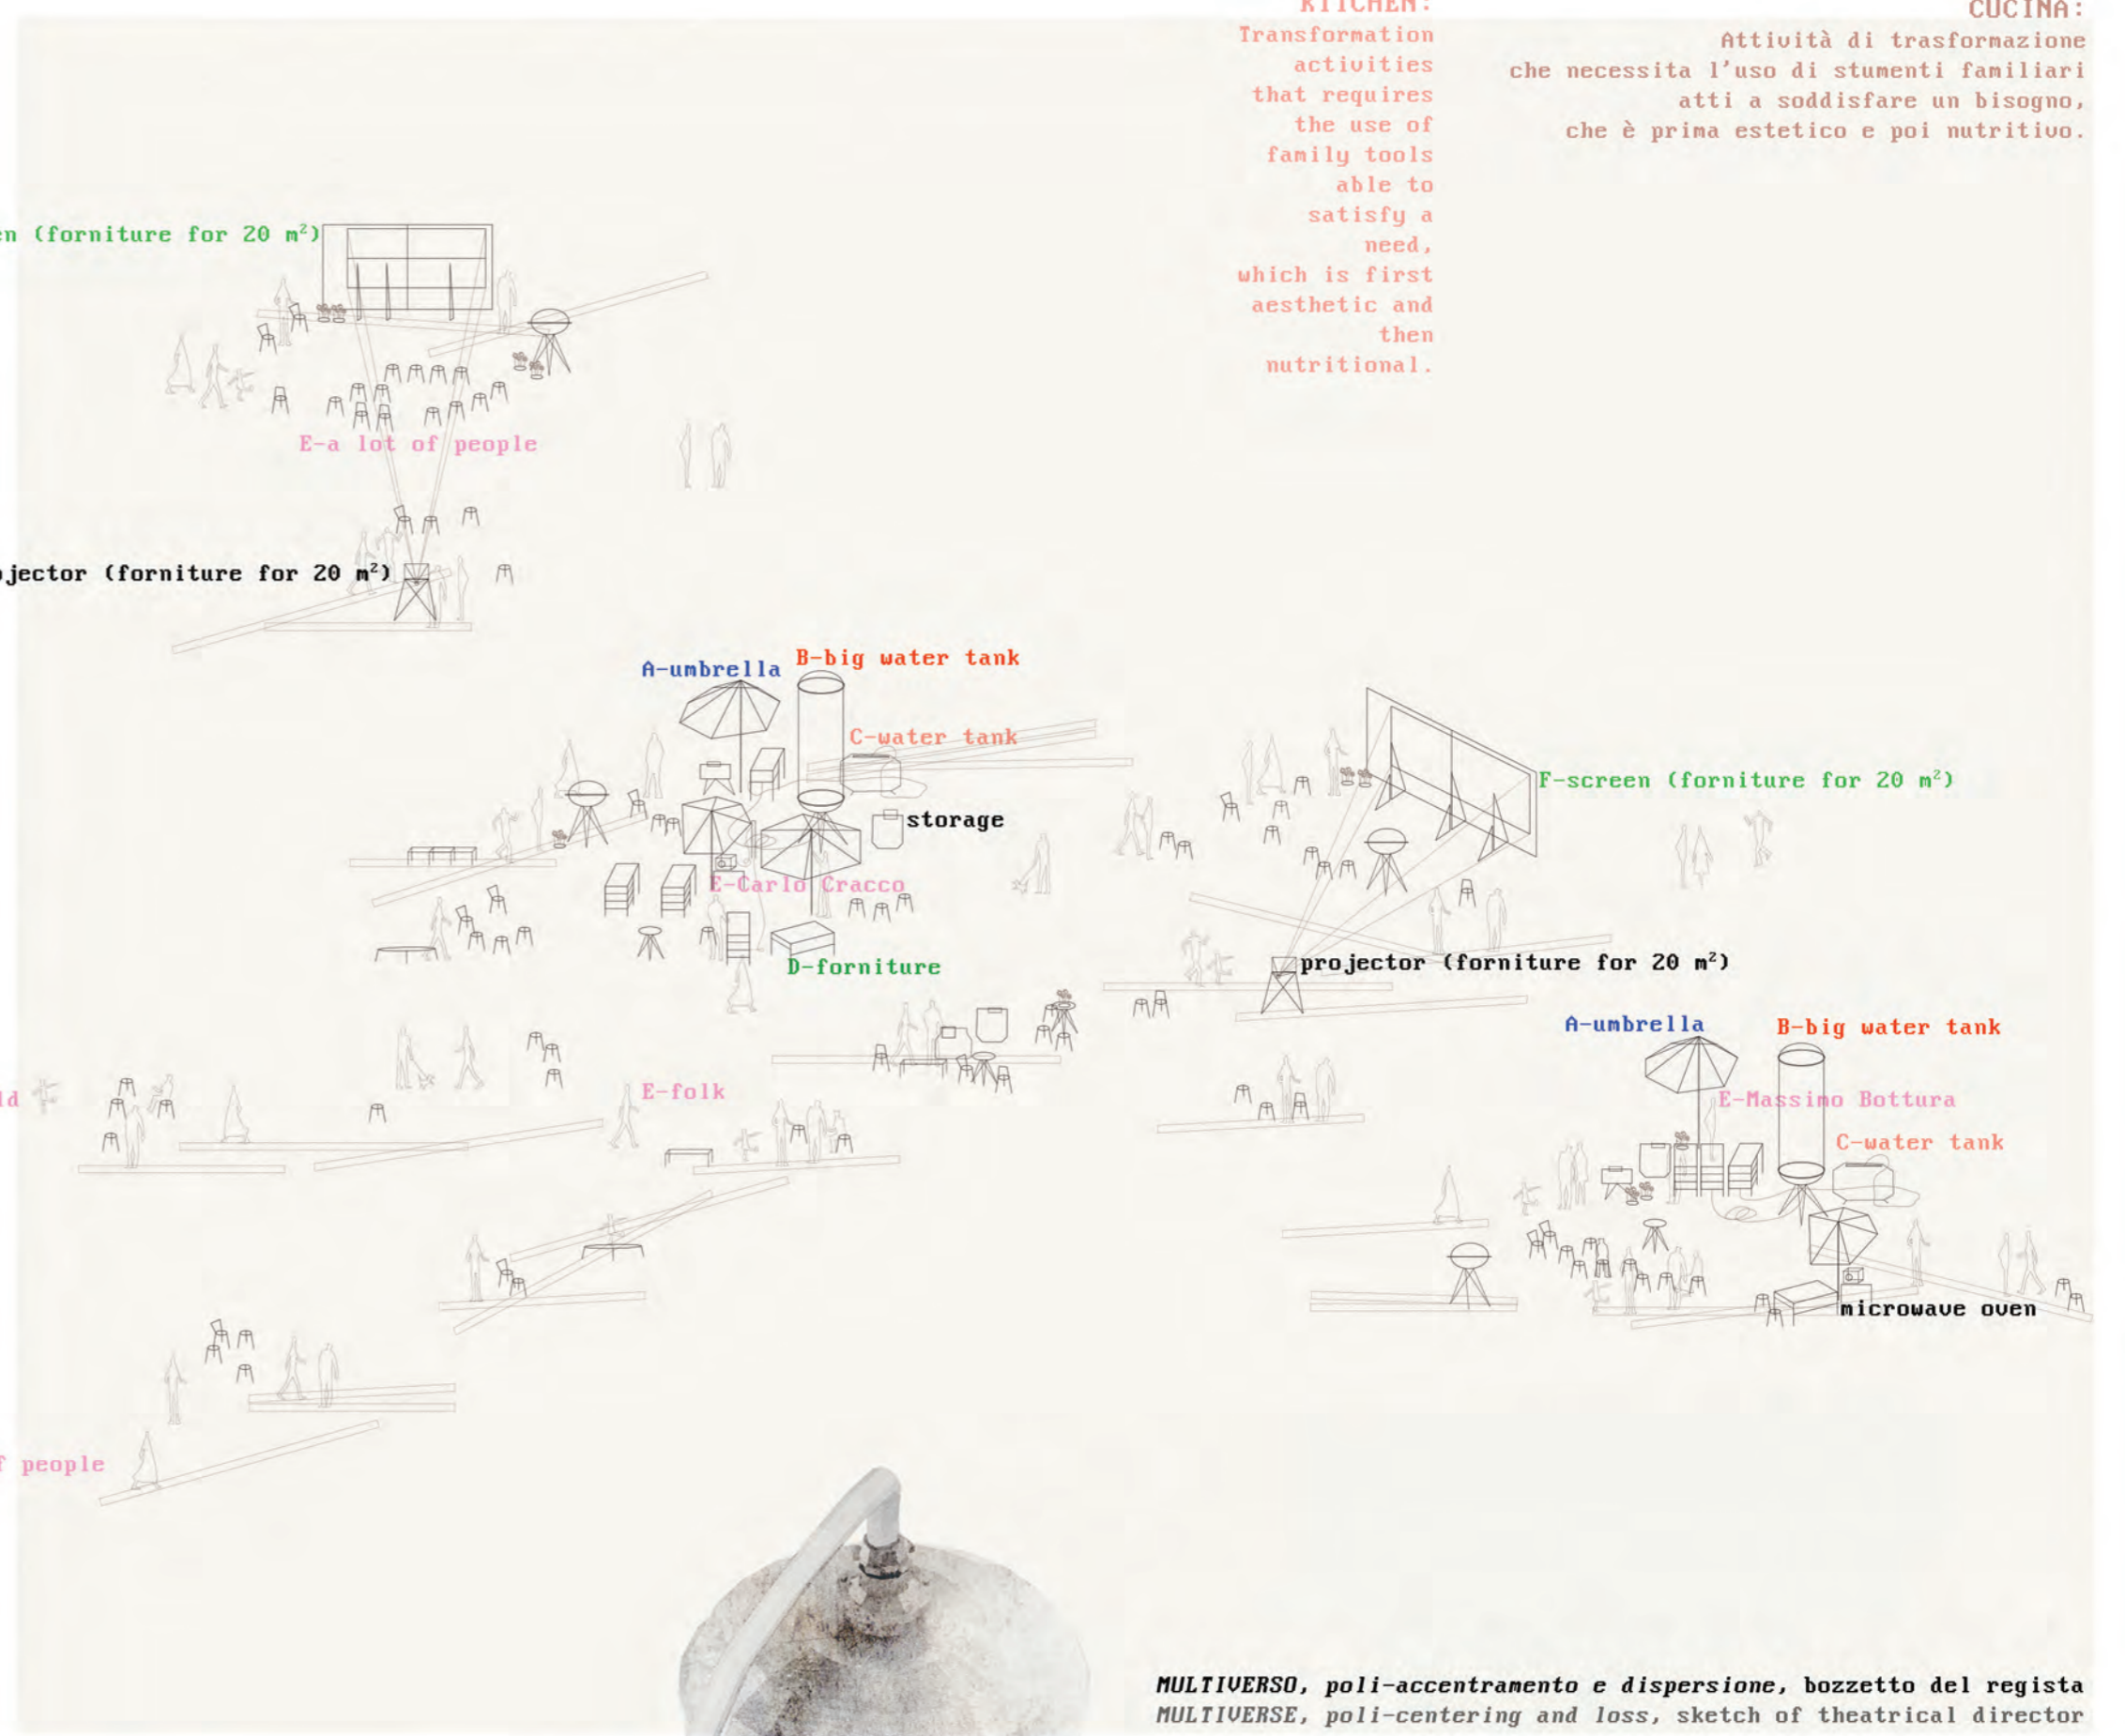 KITCHEN:
Transformation
activities
that requires
the use of
family tools
able to
satisfy a
need,
which is first
aesthetic and
then
nutritional.
CUCINA:
Attività di trasformazione
che necessita l'uso di stumenti familiari
atti a soddisfare un bisogno,
che è prima estetico e poi nutritivo.
(forniture for 20 m²)
E-a lot of people
(forniture for 20 m²)
A-umbrella
B-big water tank
C-water tank
storage
E-Carlo Cracco
D-forniture
F-screen (forniture for 20 m²)
projector (forniture for 20 m²)
A-umbrella
B-big water tank
E-Massimo Bottura
C-water tank
E-folk
microwave oven
people
MULTIVERSO, poli-accentramento e dispersione, bozzetto del regista
MULTIVERSE, poli-centering and loss, sketch of theatrical director